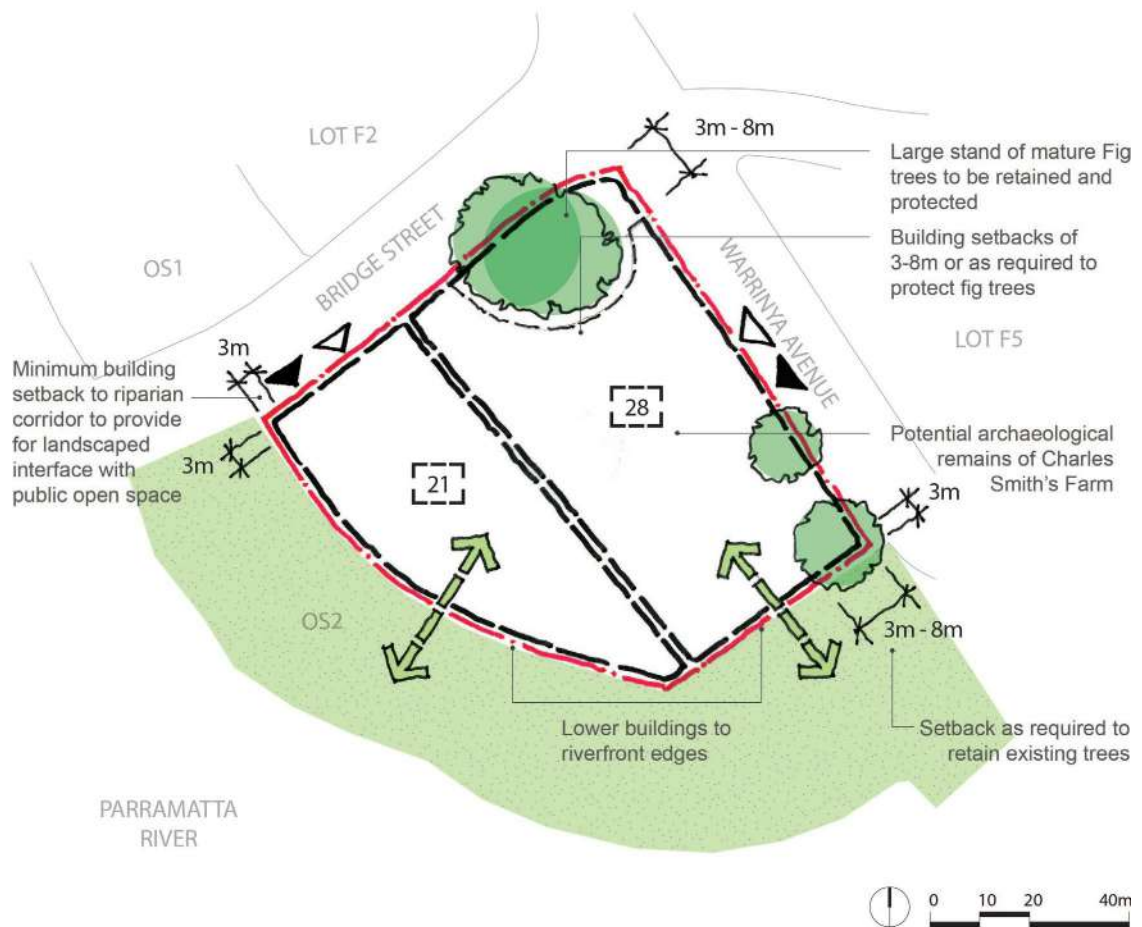 LOT F2
3m - 8m
Large stand of mature Fig
trees to be retained and
protected
OS1
BRIDGE STREET
WARRINYA AVENUE
Building setbacks of
3-8m or as required to
protect fig trees
LOT F5
3m
Minimum building
setback to riparian
corridor to provide
for landscaped
interface with
public open space
3m
28
21
Potential archaeological
remains of Charles
Smith's Farm
3m
OS2
3m - 8m
Lower buildings to
riverfront edges
Setback as required to
retain existing trees
PARRAMATTA
RIVER
0 10 20 40m